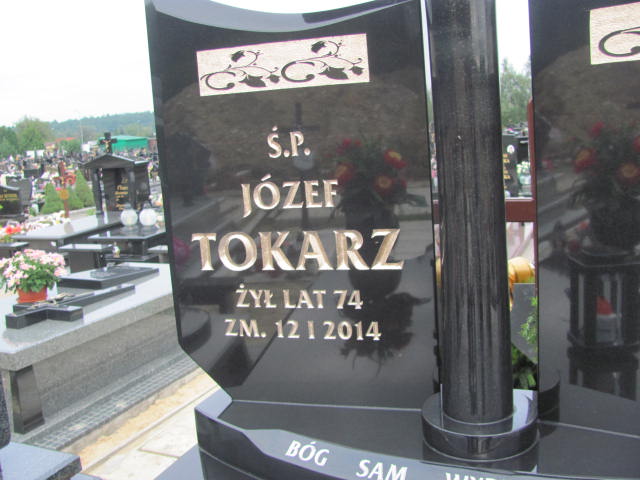 Ś.P.
JÓZEF
TOKARZ
ŻYŁ LAT 74
ZM. 12 I 2014
BÓG SAM